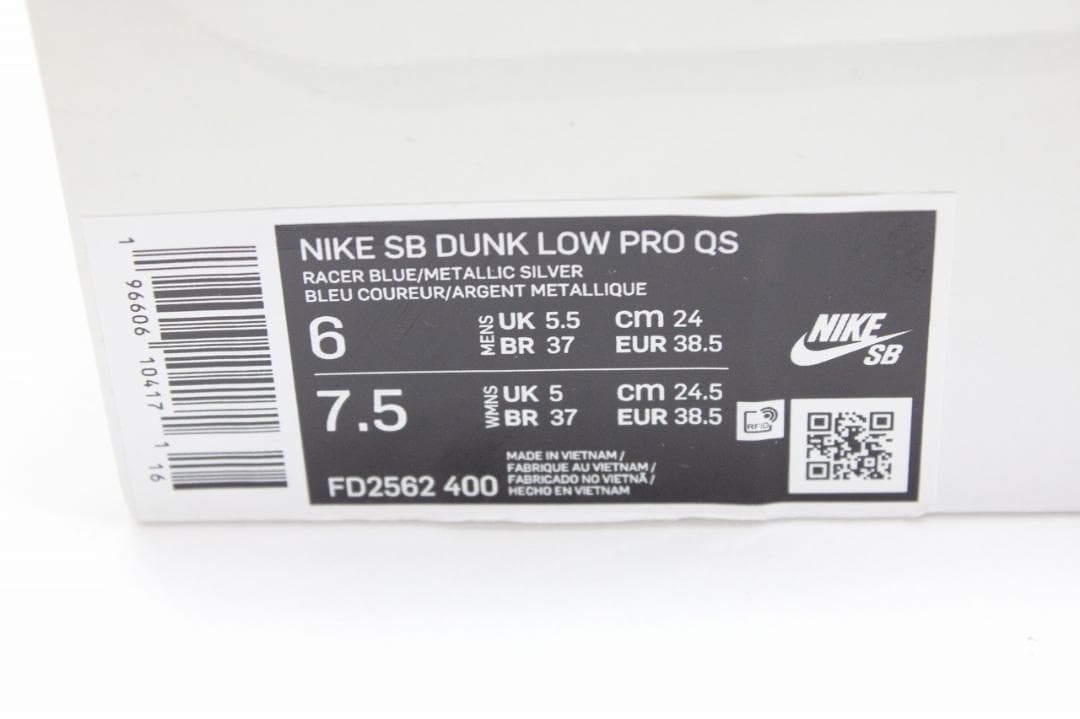 NIKE SB DUNK LOW PRO QS
RACER BLUE/METALLIC SILVER
BLEU COUREUR/ARGENT METALLIQUE
6 MENS UK 5.5 cm 24
BR 37 EUR 38.5
7.5 WMNS UK 5 cm 24.5
BR 37 EUR 38.5
RFID
NIKE
SB
FD2562 400
MADE IN VIETNAM /
FABRIQUE AU VIETNAM /
FABRICADO NO VIETNÃ /
HECHO EN VIETNAM
1 96606 10417 1 16